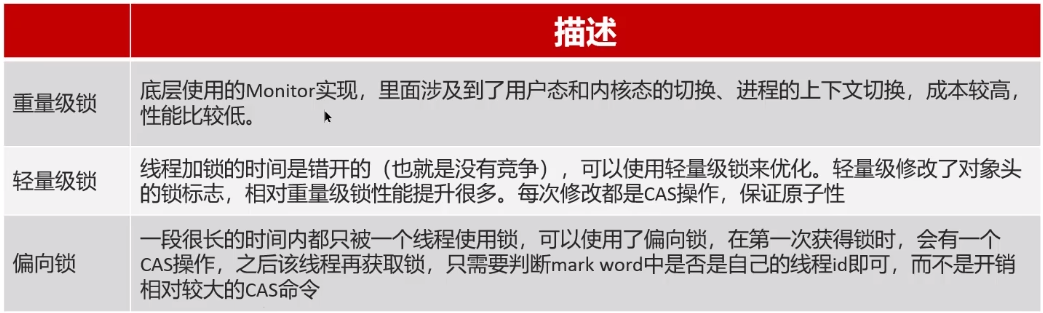 描述
重量级锁
底层使用的Monitor实现，里面涉及到了用户态和内核态的切换、进程的上下文切换，成本较高，
性能比较低。
轻量级锁
线程加锁的时间是错开的（也就是没有竞争），可以使用轻量级锁来优化。轻量级修改了对象头
的锁标志，相对重量级锁性能提升很多。每次修改都是CAS操作，保证原子性
偏向锁
一段很长的时间内都只被一个线程使用锁，可以使用了偏向锁，在第一次获得锁时，会有一个
CAS操作，之后该线程再获取锁，只需要判断mark word中是否是自己的线程id即可，而不是开销
相对较大的CAS命令